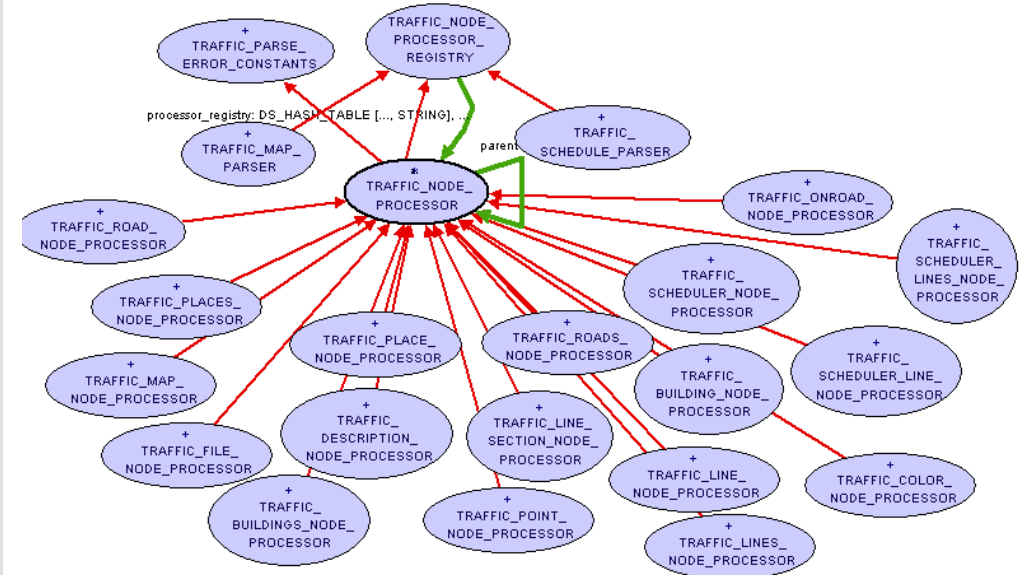 +
TRAFFIC_PARSE_
ERROR_CONSTANTS
+
TRAFFIC_NODE_
PROCESSOR_
REGISTRY
processor_registry: DS_HASH_TABLE [..., STRING], ...
+
TRAFFIC_MAP_
PARSER
+
TRAFFIC_
SCHEDULE_PARSER
parent
*
TRAFFIC_NODE_
PROCESSOR
+
TRAFFIC_ONROAD_
NODE_PROCESSOR
+
TRAFFIC_ROAD_
NODE_PROCESSOR
+
TRAFFIC_
SCHEDULER_
LINES_NODE_
PROCESSOR
+
TRAFFIC_PLACES_
NODE_PROCESSOR
+
TRAFFIC_
SCHEDULER_NODE_
PROCESSOR
+
TRAFFIC_PLACE_
NODE_PROCESSOR
+
TRAFFIC_ROADS_
NODE_PROCESSOR
+
TRAFFIC_MAP_
NODE_PROCESSOR
+
TRAFFIC_
BUILDING_NODE_
PROCESSOR
+
TRAFFIC_
SCHEDULER_LINE_
NODE_PROCESSOR
+
TRAFFIC_FILE_
NODE_PROCESSOR
+
TRAFFIC_
DESCRIPTION_
NODE_PROCESSOR
+
TRAFFIC_LINE_
SECTION_NODE_
PROCESSOR
+
TRAFFIC_LINE_
NODE_PROCESSOR
+
TRAFFIC_COLOR_
NODE_PROCESSOR
+
TRAFFIC_
BUILDINGS_NODE_
PROCESSOR
+
TRAFFIC_POINT_
NODE_PROCESSOR
+
TRAFFIC_LINES_
NODE_PROCESSOR